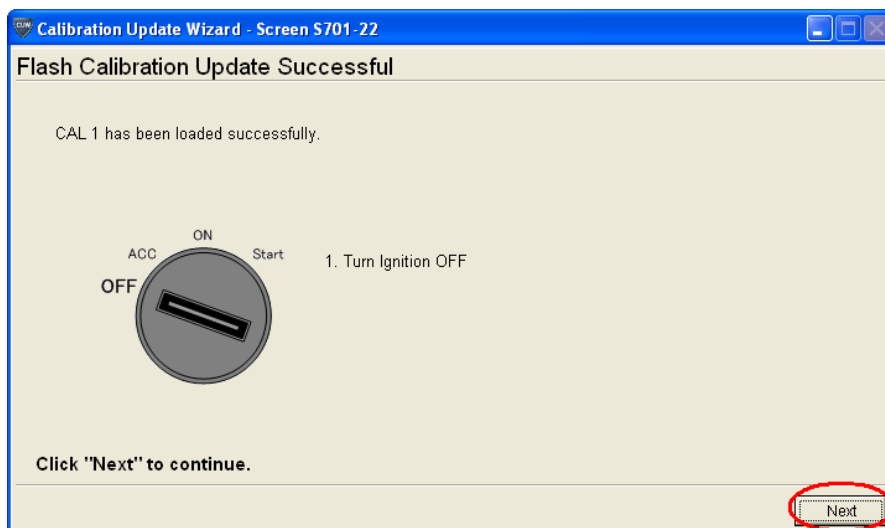 CUW Calibration Update Wizard - Screen S701-22
Flash Calibration Update Successful
CAL 1 has been loaded successfully.
ON
ACC
Start
OFF
1. Turn Ignition OFF
Click "Next" to continue.
Next